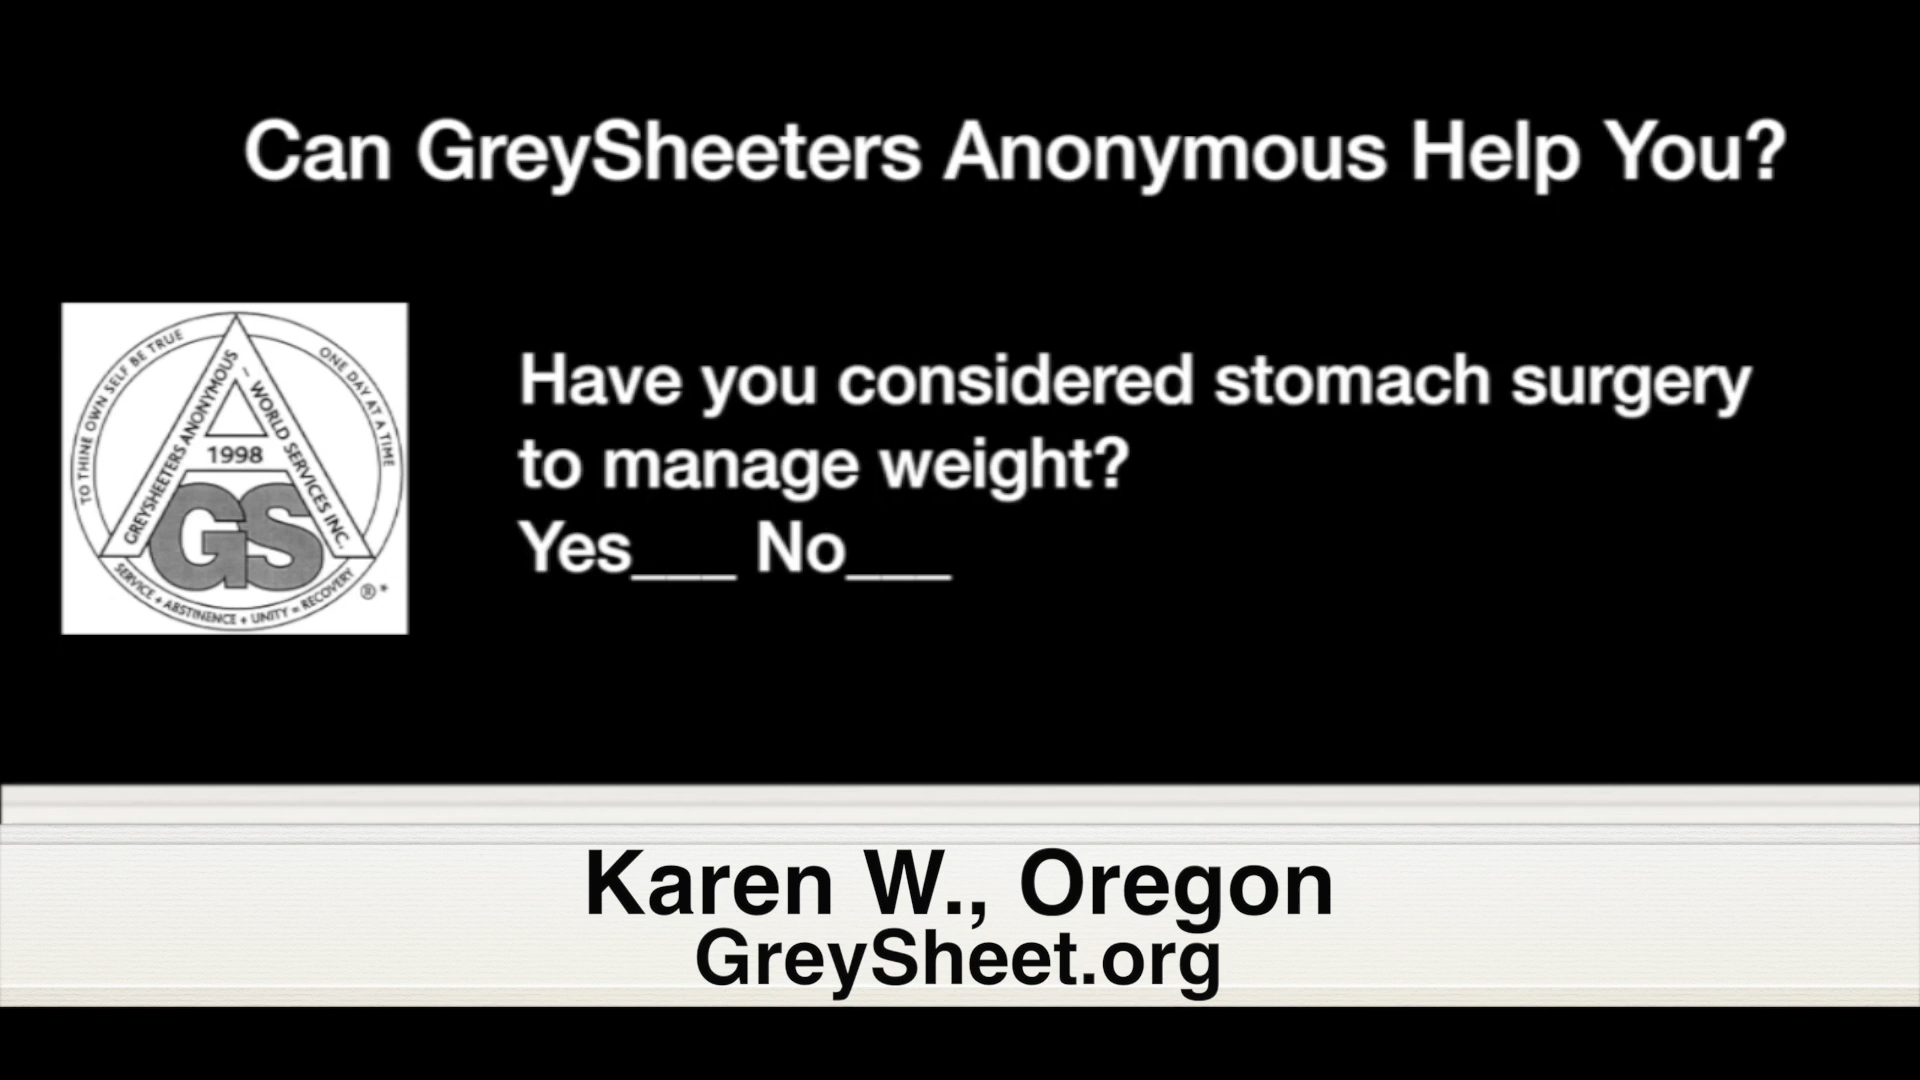 Can GreySheeters Anonymous Help You?
TO THINE OWN SELF BE TRUE
ONE DAY AT A TIME
GREYSHEETERS ANONYMOUS – WORLD SERVICES INC.
1998
GS
SERVICE + ABSTINENCE + UNITY = RECOVERY
®*
Have you considered stomach surgery
to manage weight?
Yes___ No___
Karen W., Oregon
GreySheet.org